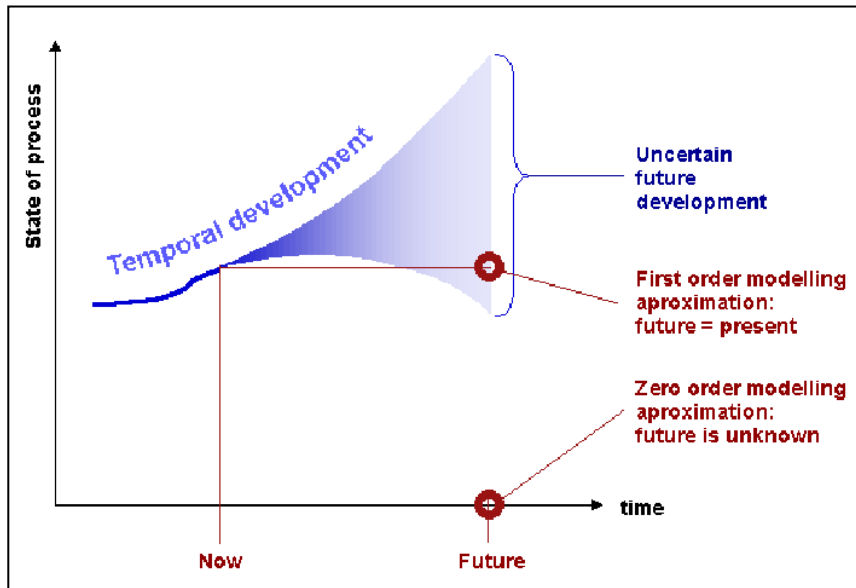 State of process
Temporal development
Uncertain
future
development
First order modelling
aproximation:
future = present
Zero order modelling
aproximation:
future is unknown
time
Now
Future